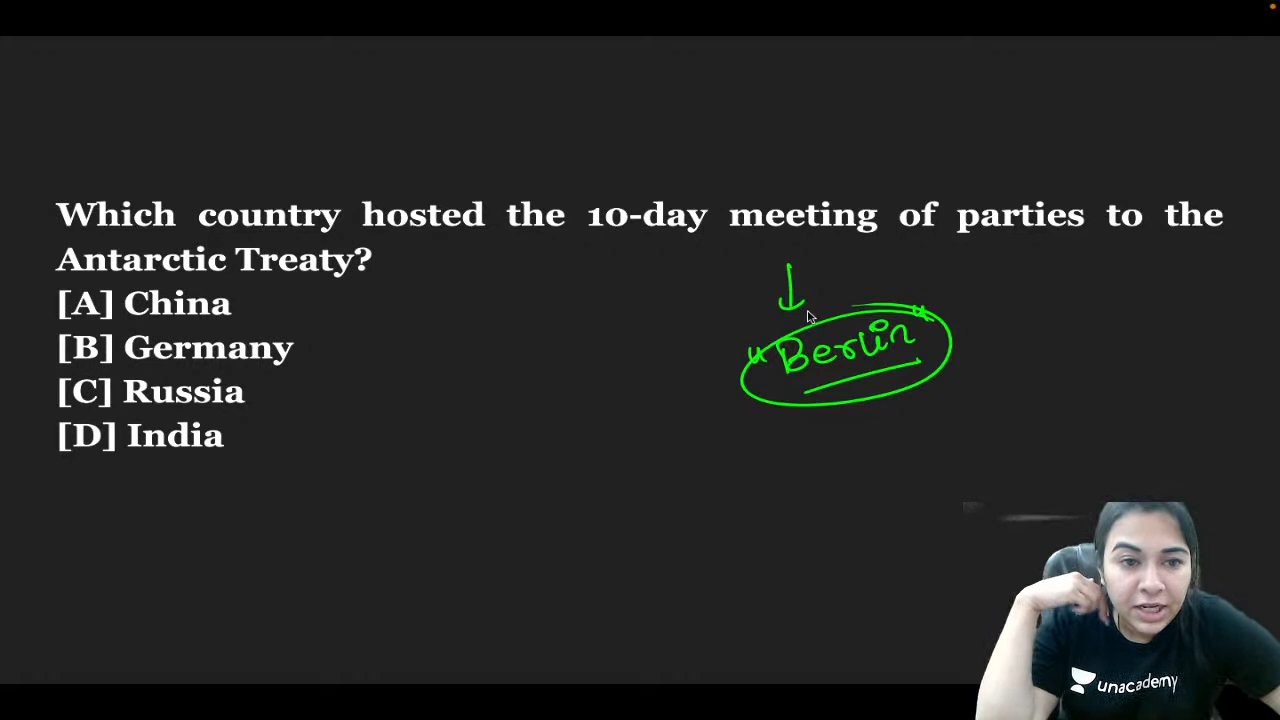 Which country hosted the 10-day meeting of parties to the
Antarctic Treaty?
[A] China
[B] Germany
[C] Russia
[D] India
"Berlin"
unacademy